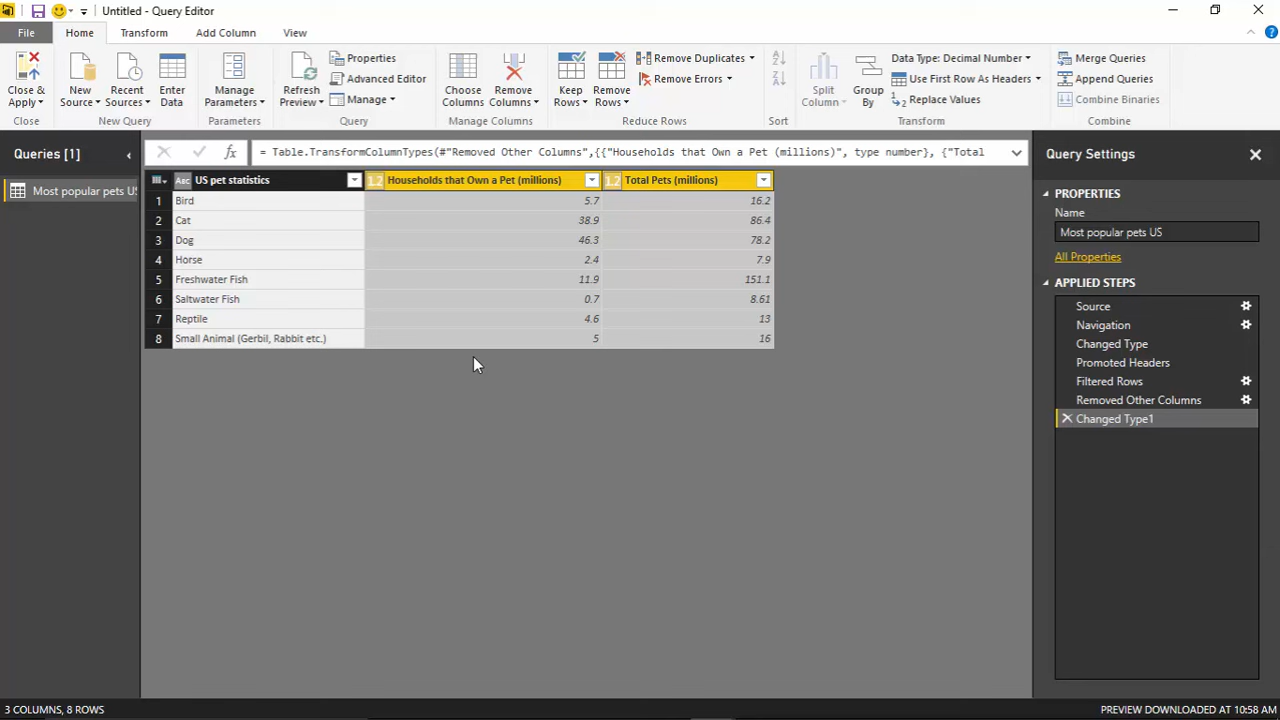 Untitled - Query Editor
File Home Transform Add Column View
Close & Apply
New Source
Recent Sources
Enter Data
Manage Parameters
Refresh Preview
Properties
Advanced Editor
Manage
Choose Columns
Remove Columns
Keep Rows
Remove Rows
Remove Duplicates
Remove Errors
Split Column
Group By
Data Type: Decimal Number
Use First Row As Headers
Replace Values
Merge Queries
Append Queries
Combine Binaries
Close New Query Parameters Query Manage Columns Reduce Rows Sort Transform Combine
Queries [1]
Most popular pets US
fx = Table.TransformColumnTypes(#"Removed Other Columns",{{"Households that Own a Pet (millions)", type number}, {"Total
ABC US pet statistics 1.2 Households that Own a Pet (millions) 1.2 Total Pets (millions)
1 Bird 5.7 16.2
2 Cat 38.9 86.4
3 Dog 46.3 78.2
4 Horse 2.4 7.9
5 Freshwater Fish 11.9 151.1
6 Saltwater Fish 0.7 8.61
7 Reptile 4.6 13
8 Small Animal (Gerbil, Rabbit etc.) 5 16
Query Settings
PROPERTIES
Name
Most popular pets US
All Properties
APPLIED STEPS
Source
Navigation
Changed Type
Promoted Headers
Filtered Rows
Removed Other Columns
Changed Type1
3 COLUMNS, 8 ROWS
PREVIEW DOWNLOADED AT 10:58 AM